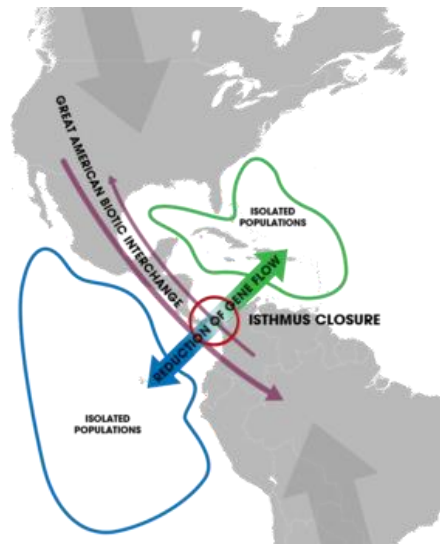 GREAT AMERICAN BIOTIC INTERCHANGE
ISOLATED
POPULATIONS
REDUCTION OF GENE FLOW
ISTHMUS CLOSURE
ISOLATED
POPULATIONS